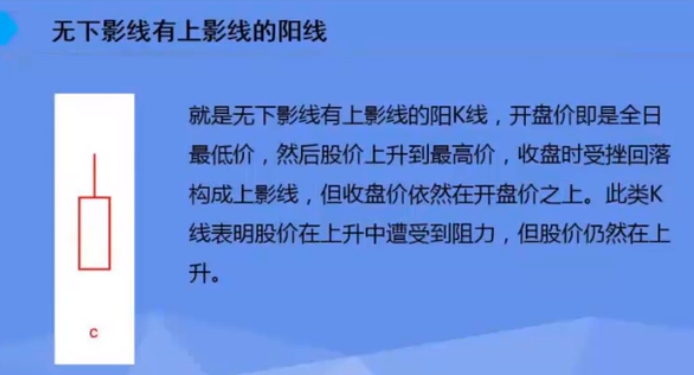 无下影线有上影线的阳线
就是无下影线有上影线的阳K线，开盘价即是全日
最低价，然后股价上升到最高价，收盘时受挫回落
构成上影线，但收盘价依然在开盘价之上。此类K
线表明股价在上升中遭受到阻力，但股价仍然在上
升。
C